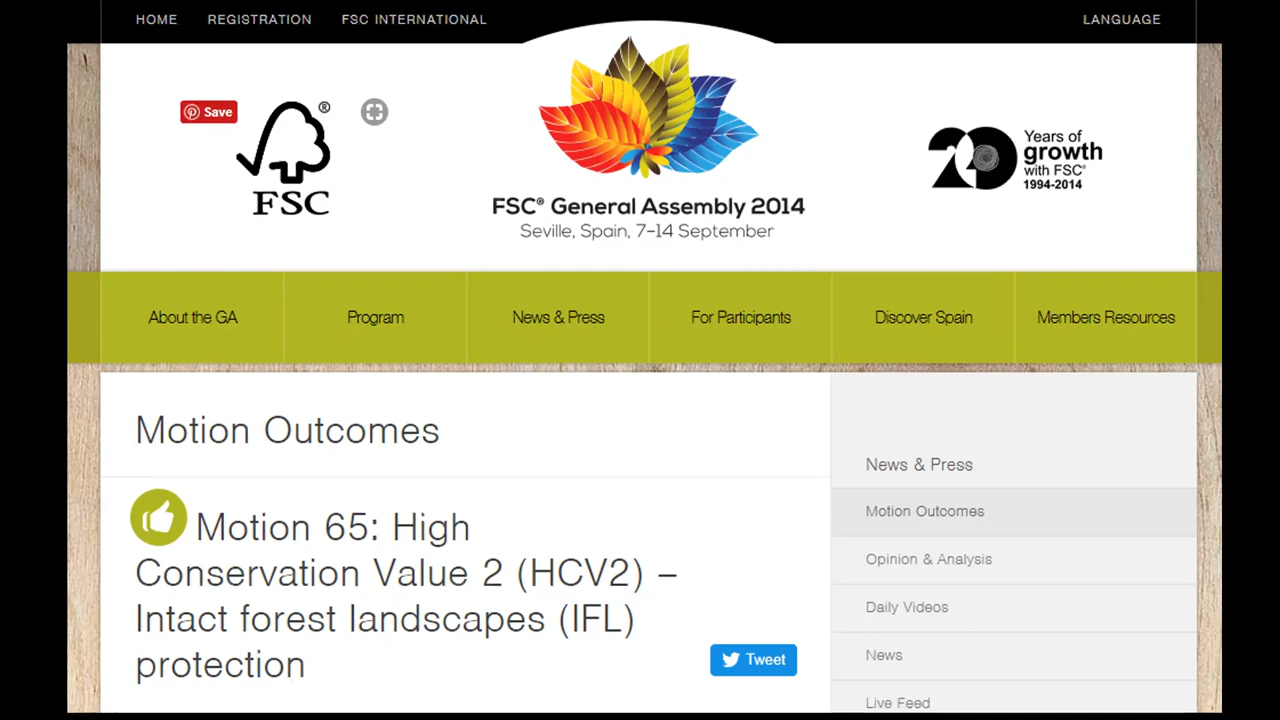 HOME REGISTRATION FSC INTERNATIONAL LANGUAGE
Save
®
FSC
FSC® General Assembly 2014
Seville, Spain, 7–14 September
20 Years of
growth
with FSC®
1994-2014
About the GA Program News & Press For Participants Discover Spain Members Resources
Motion Outcomes
Motion 65: High
Conservation Value 2 (HCV2) –
Intact forest landscapes (IFL)
protection
Tweet
News & Press
Motion Outcomes
Opinion & Analysis
Daily Videos
News
Live Feed